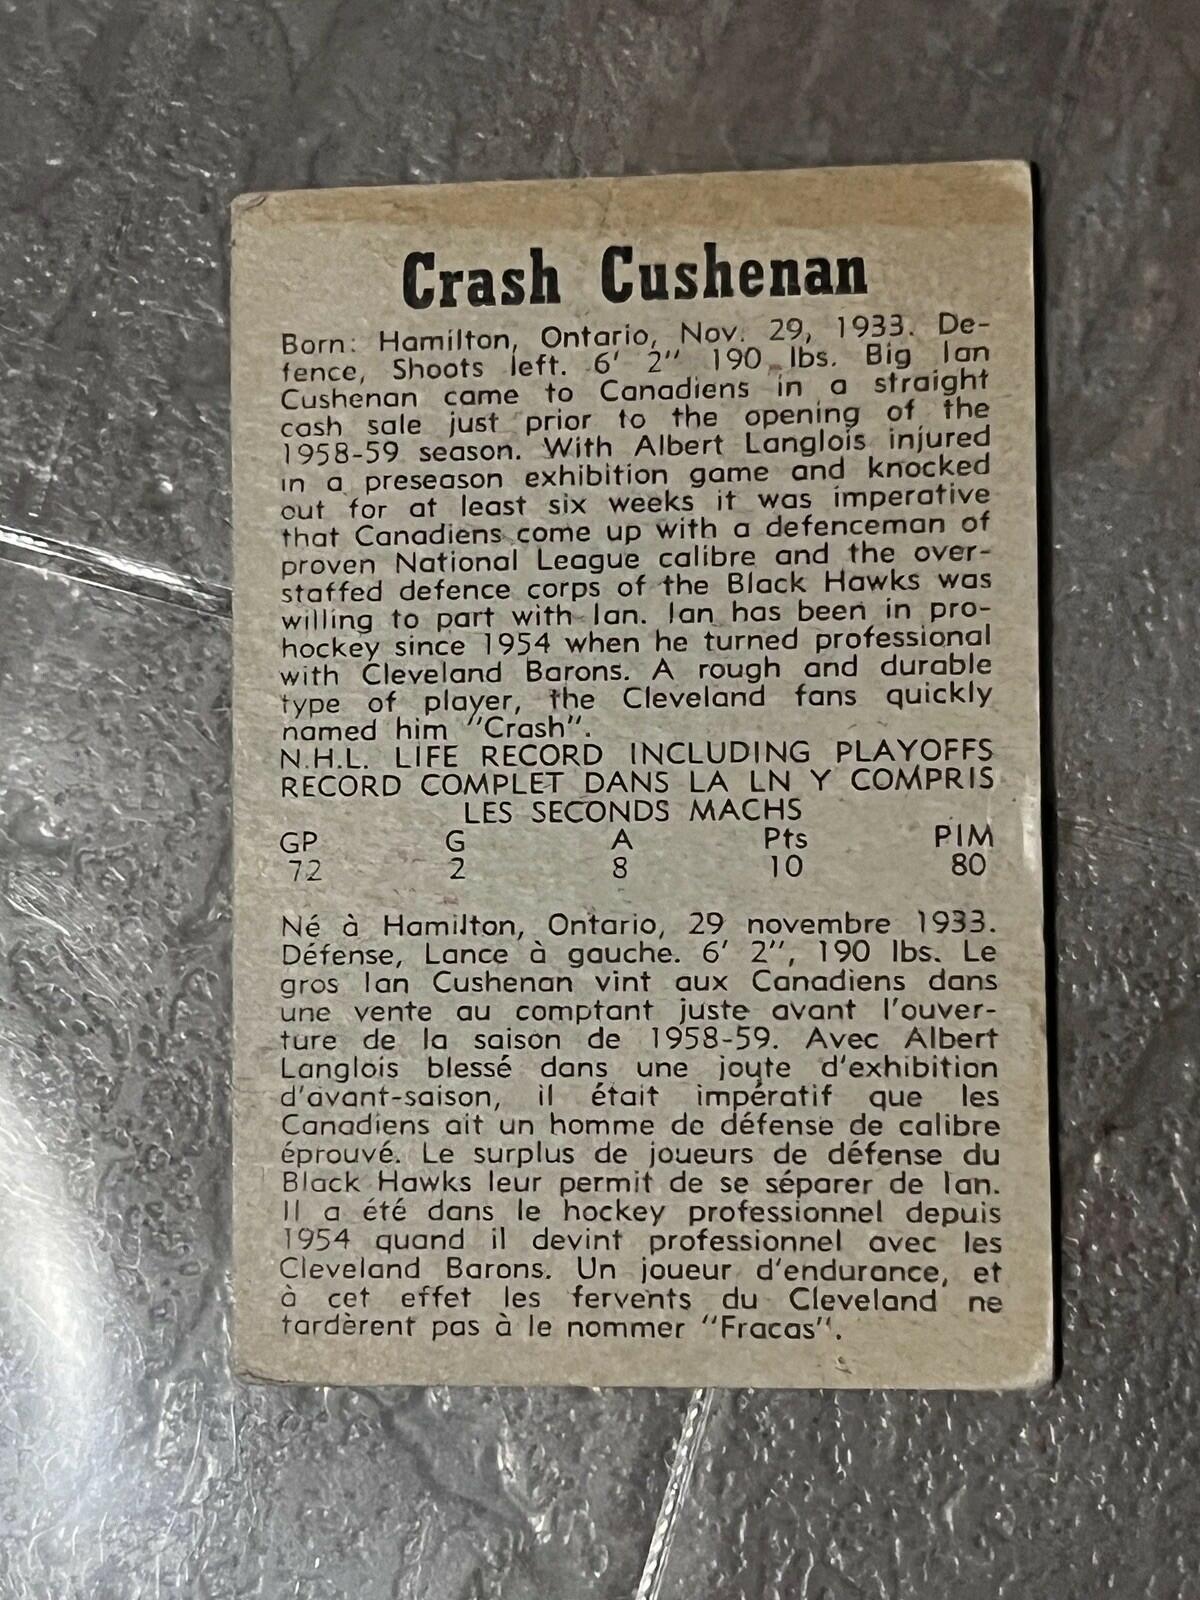 Crash Cushenan
Born: Hamilton, Ontario, Nov. 29, 1933. De-
fence, Shoots left. 6' 2" 190 lbs. Big Ian
Cushenan came to Canadiens in a straight
cash sale just prior to the opening of the
1958-59 season. With Albert Langlois injured
in a preseason exhibition game and knocked
out for at least six weeks it was imperative
that Canadiens come up with a defenceman of
proven National League calibre and the over-
staffed defence corps of the Black Hawks was
willing to part with Ian. Ian has been in pro-
hockey since 1954 when he turned professional
with Cleveland Barons. A rough and durable
type of player, the Cleveland fans quickly
named him "Crash".
N.H.L. LIFE RECORD INCLUDING PLAYOFFS
RECORD COMPLET DANS LA LN Y COMPRIS
LES SECONDS MACHS
GP G A Pts PIM
72 2 8 10 80
Né à Hamilton, Ontario, 29 novembre 1933.
Défense, Lance à gauche. 6' 2", 190 lbs. Le
gros Ian Cushenan vint aux Canadiens dans
une vente au comptant juste avant l'ouver-
ture de la saison de 1958-59. Avec Albert
Langlois blessé dans une joyte d'exhibition
d'avant-saison, il était impératif que les
Canadiens ait un homme de défense de calibre
éprouvé. Le surplus de joueurs de défense du
Black Hawks leur permit de se séparer de Ian.
Il a été dans le hockey professionnel depuis
1954 quand il devint professionnel avec les
Cleveland Barons. Un joueur d'endurance, et
à cet effet les fervents du Cleveland ne
tardèrent pas à le nommer "Fracas".